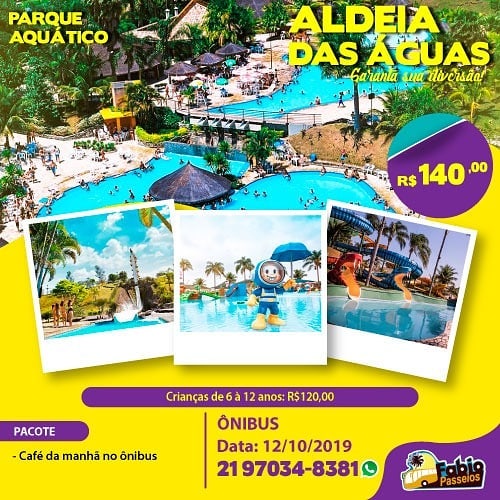 PARQUE
AQUÁTICO
ALDEIA
DAS ÁGUAS
Garanta sua diversão!
R$ 140,00
Crianças de 6 à 12 anos: R$120,00
PACOTE
- Café da manhã no ônibus
ÔNIBUS
Data: 12/10/2019
21 97034-8381
Fabio
Passeios